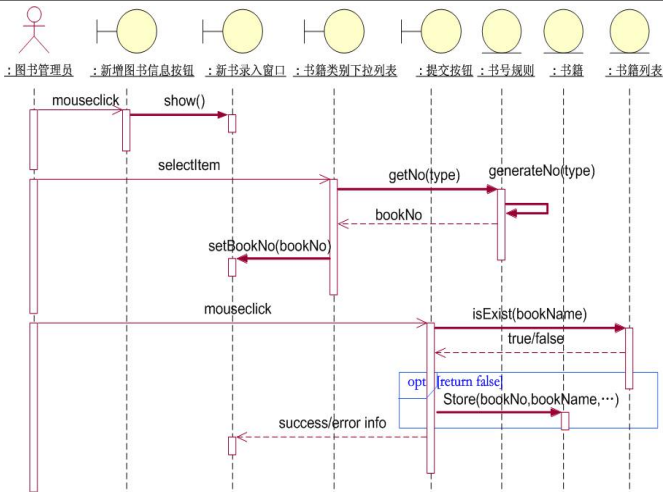 :图书管理员
:新增图书信息按钮
:新书录入窗口
:书籍类别下拉列表
:提交按钮
:书号规则
:书籍
:书籍列表
mouseclick
show()
selectItem
getNo(type)
generateNo(type)
bookNo
setBookNo(bookNo)
mouseclick
isExist(bookName)
true/false
opt [return false]
Store(bookNo,bookName,…)
success/error info